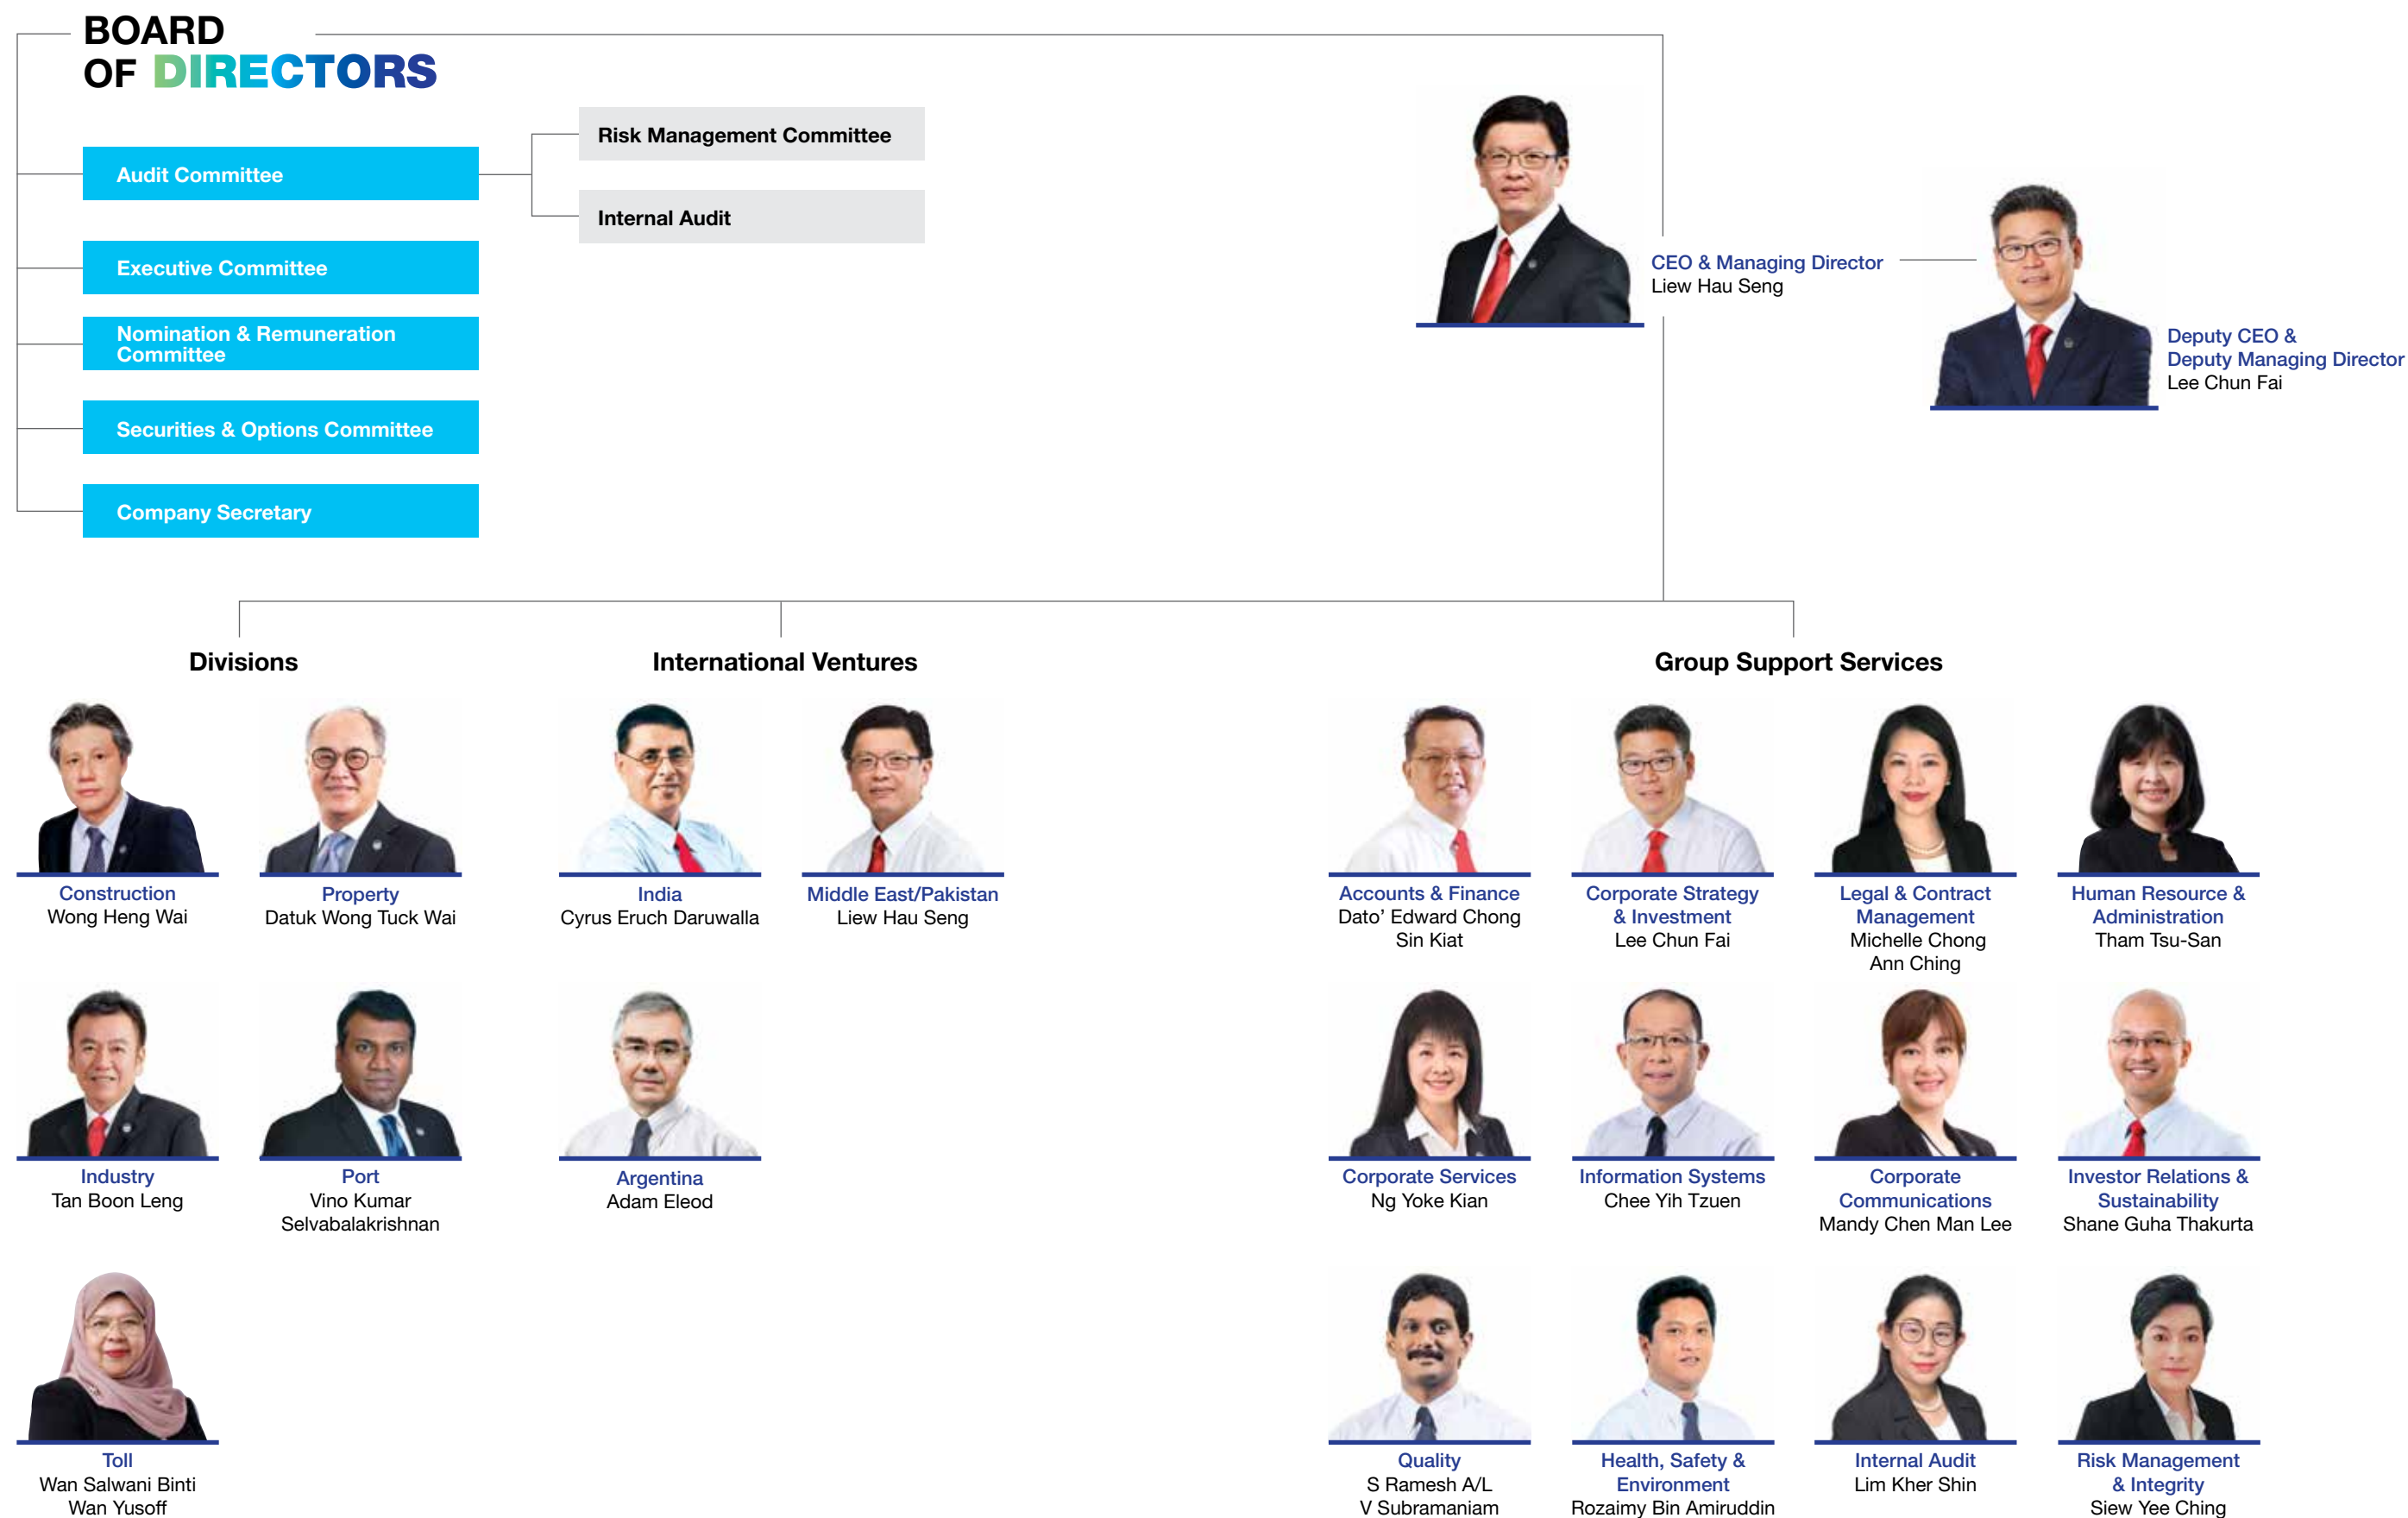 BOARD
OF DIRECTORS
Audit Committee
Risk Management Committee
Internal Audit
Executive Committee
Nomination & Remuneration
Committee
Securities & Options Committee
Company Secretary
CEO & Managing Director
Liew Hau Seng
Deputy CEO &
Deputy Managing Director
Lee Chun Fai
Divisions
Construction
Wong Heng Wai
Property
Datuk Wong Tuck Wai
Industry
Tan Boon Leng
Port
Vino Kumar
Selvabalakrishnan
Toll
Wan Salwani Binti
Wan Yusoff
International Ventures
India
Cyrus Eruch Daruwalla
Middle East/Pakistan
Liew Hau Seng
Argentina
Adam Eleod
Group Support Services
Accounts & Finance
Dato’ Edward Chong
Sin Kiat
Corporate Strategy
& Investment
Lee Chun Fai
Legal & Contract
Management
Michelle Chong
Ann Ching
Human Resource &
Administration
Tham Tsu-San
Corporate Services
Ng Yoke Kian
Information Systems
Chee Yih Tzuen
Corporate
Communications
Mandy Chen Man Lee
Investor Relations &
Sustainability
Shane Guha Thakurta
Quality
S Ramesh A/L
V Subramaniam
Health, Safety &
Environment
Rozaimy Bin Amiruddin
Internal Audit
Lim Kher Shin
Risk Management
& Integrity
Siew Yee Ching